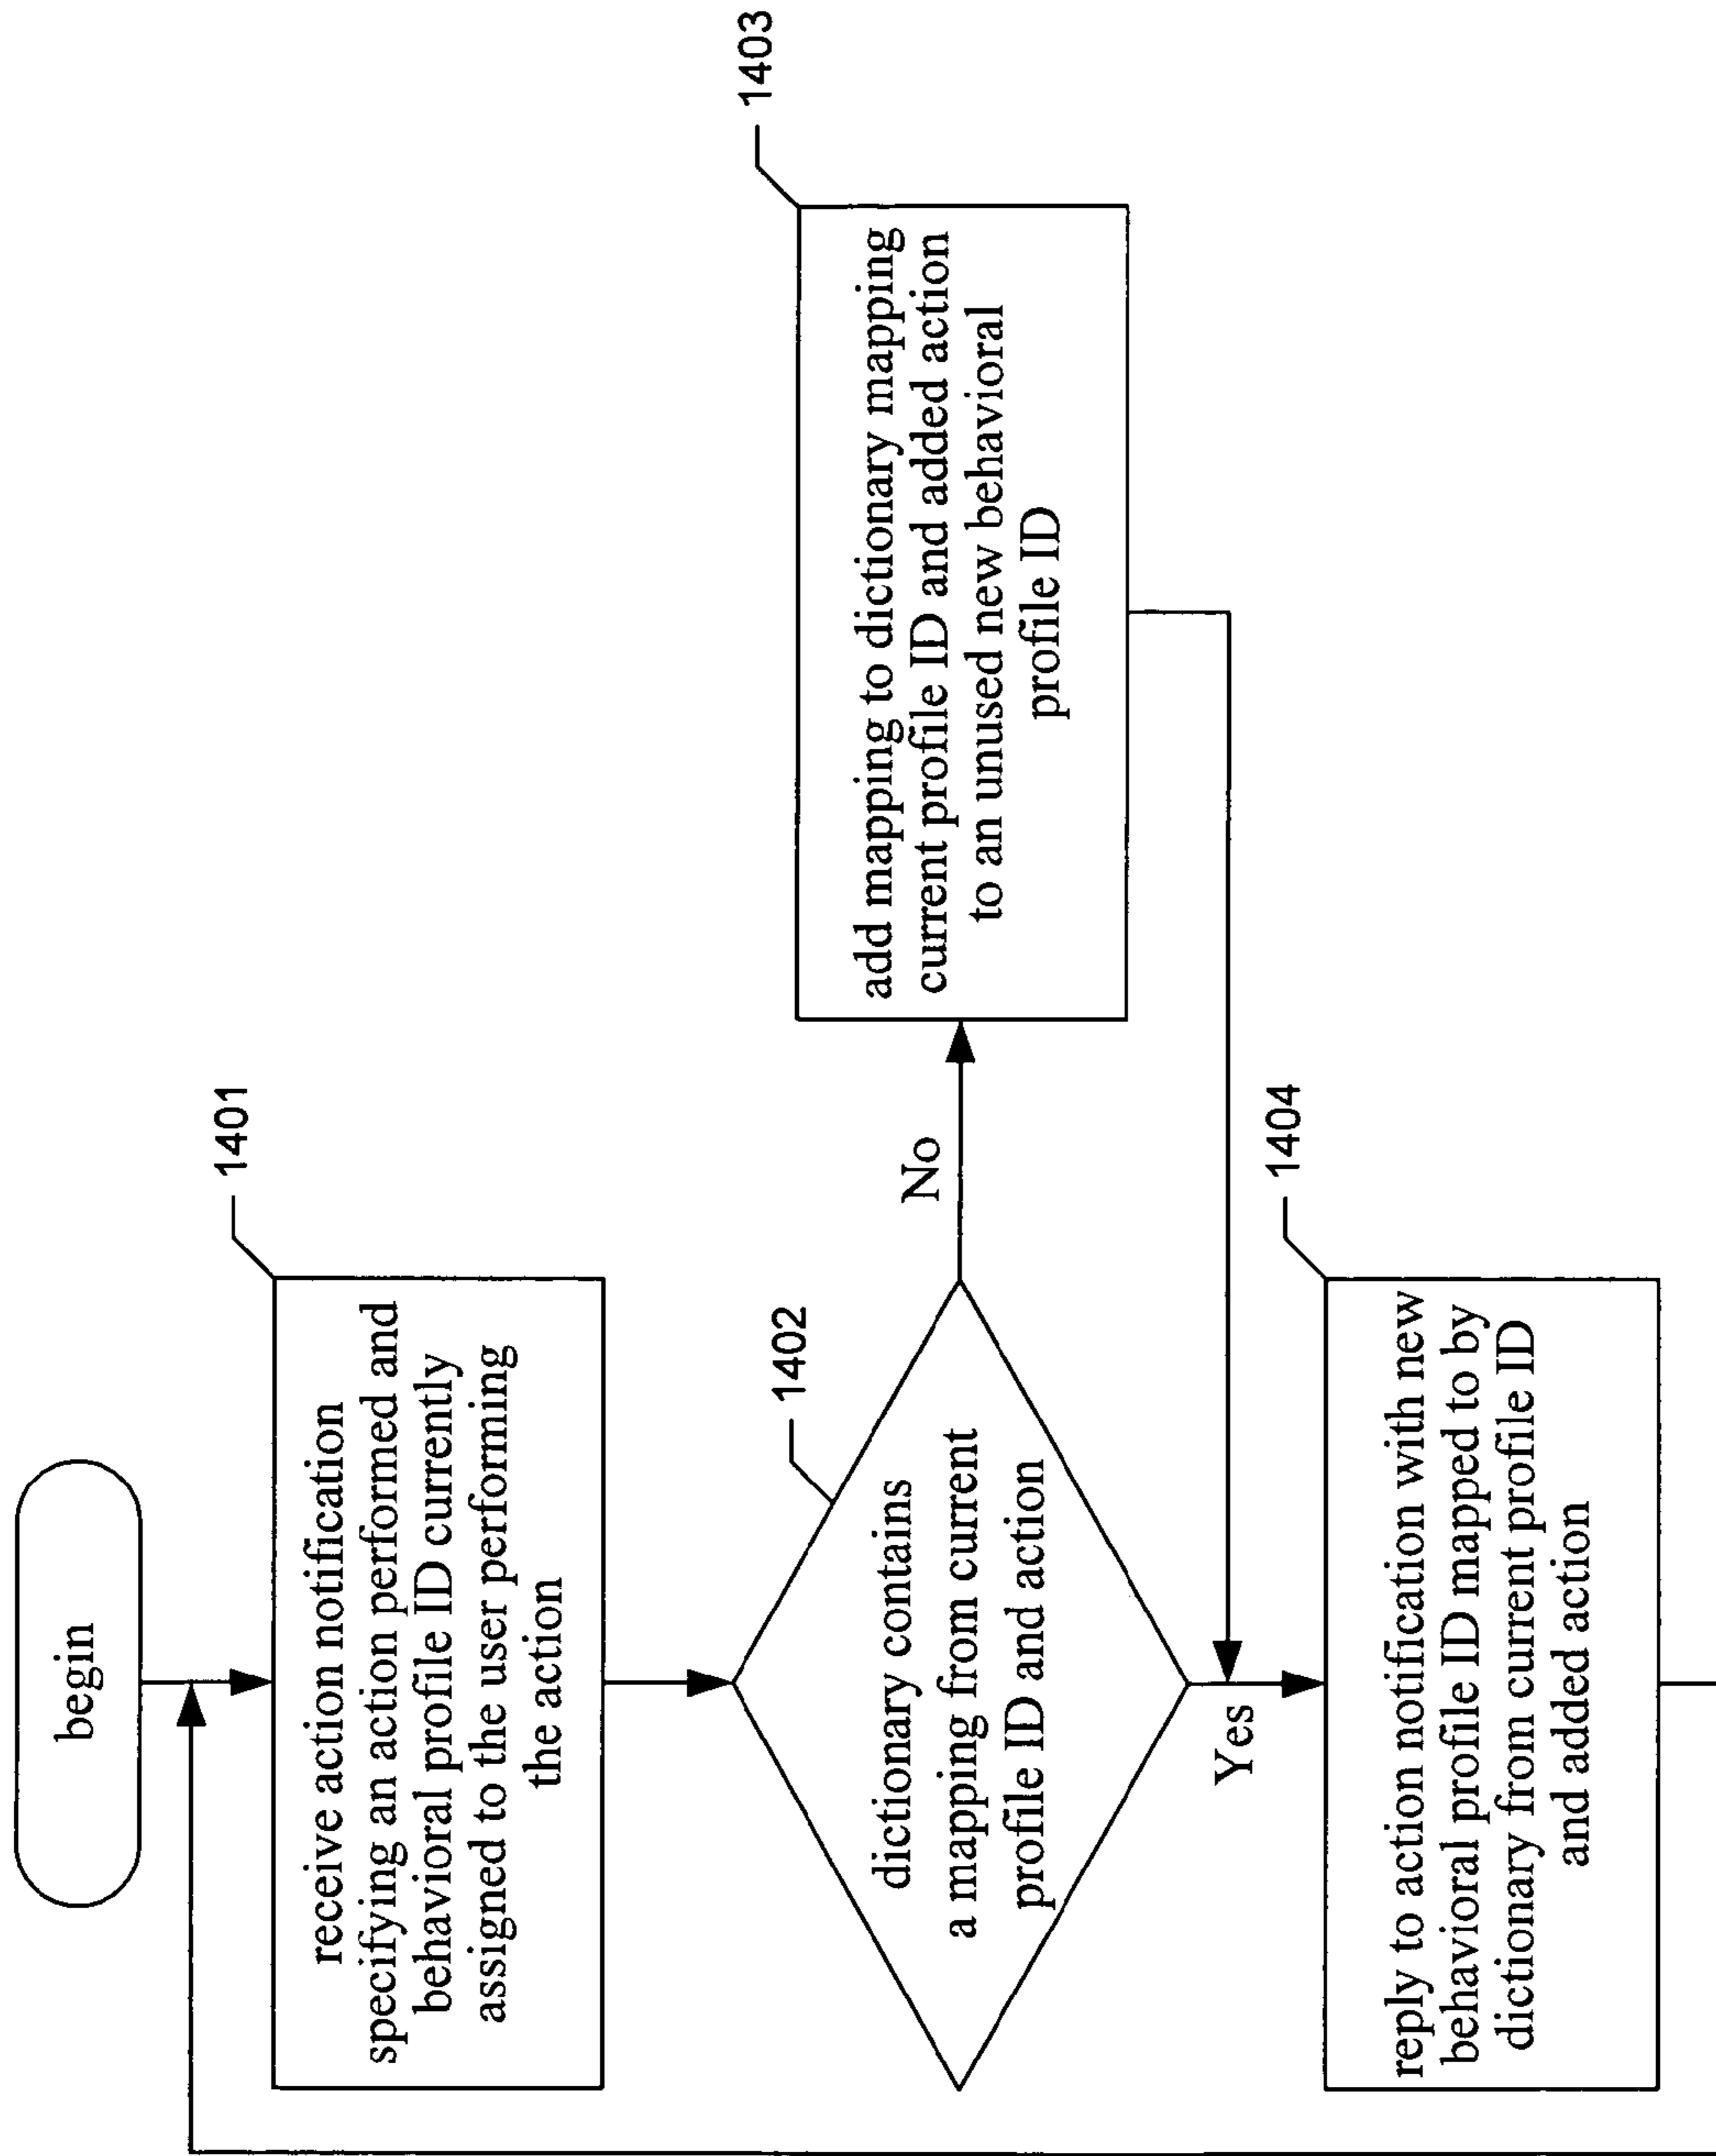 begin
1401
receive action notification
specifying an action performed and
behavioral profile ID currently
assigned to the user performing
the action
1402
dictionary contains
a mapping from current
profile ID and action
No
Yes
1403
add mapping to dictionary mapping
current profile ID and added action
to an unused new behavioral
profile ID
1404
reply to action notification with new
behavioral profile ID mapped to by
dictionary from current profile ID
and added action